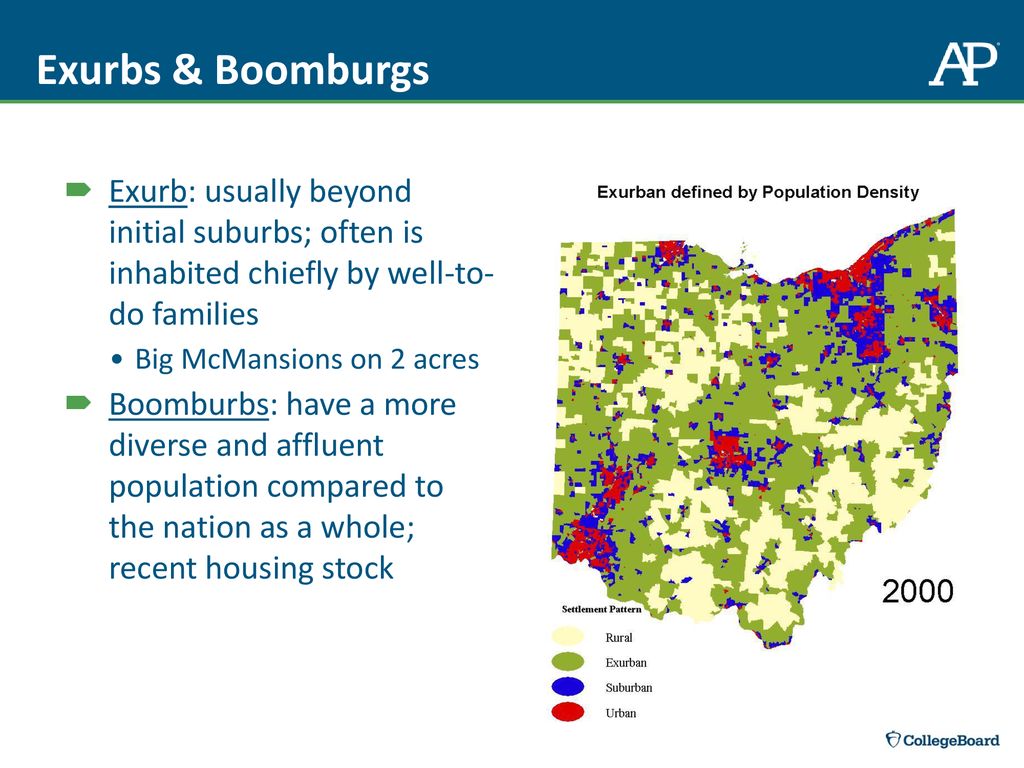 Exurbs & Boomburgs
AP
Exurb: usually beyond
initial suburbs; often is
inhabited chiefly by well-to-
do families
• Big McMansions on 2 acres
Boomburbs: have a more
diverse and affluent
population compared to
the nation as a whole;
recent housing stock
Exurban defined by Population Density
2000
Settlement Pattern
Rural
Exurban
Suburban
Urban
CollegeBoard